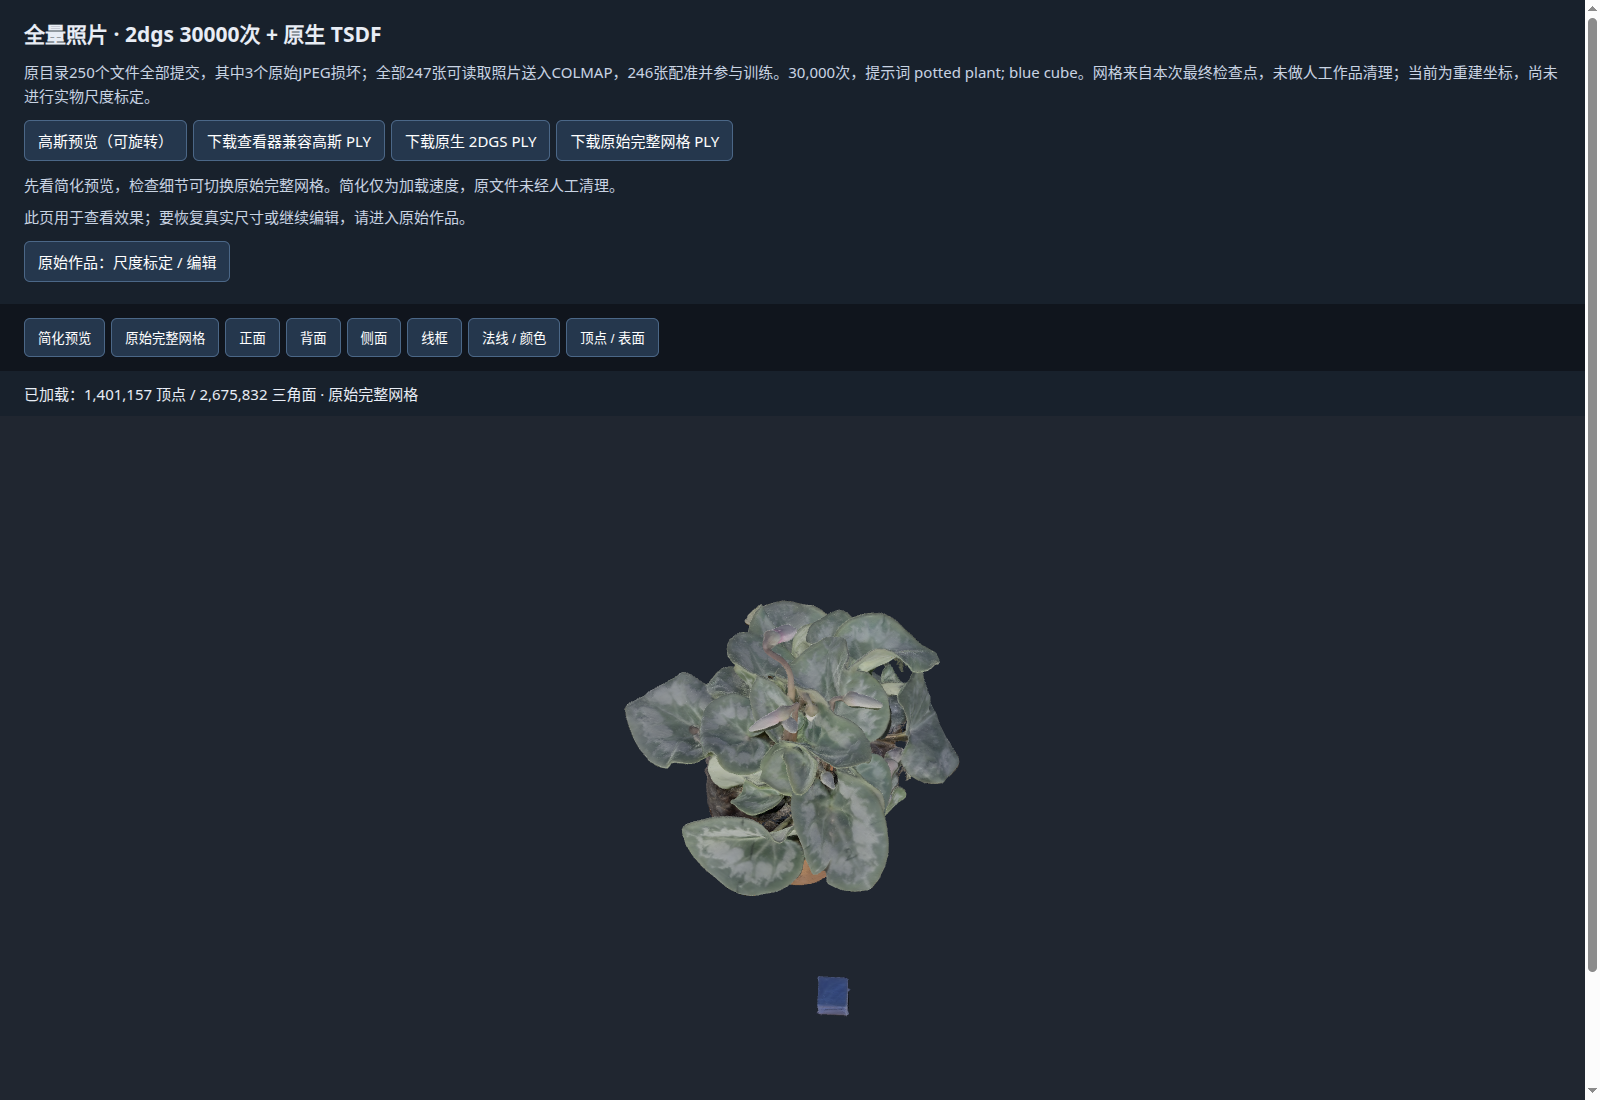 全量照片 · 2dgs 30000次 + 原生 TSDF
原目录250个文件全部提交，其中3个原始JPEG损坏；全部247张可读取照片送入COLMAP，246张配准并参与训练。30,000次，提示词 potted plant; blue cube。网格来自本次最终检查点，未做人工作品清理；当前为重建坐标，尚未
进行实物尺度标定。
高斯预览（可旋转） 下载查看器兼容高斯 PLY 下载原生 2DGS PLY 下载原始完整网格 PLY
先看简化预览，检查细节可切换原始完整网格。简化仅为加载速度，原文件未经人工清理。
此页用于查看效果；要恢复真实尺寸或继续编辑，请进入原始作品。
原始作品：尺度标定 / 编辑
简化预览 原始完整网格 正面 背面 侧面 线框 法线 / 颜色 顶点 / 表面
已加载：1,401,157 顶点 / 2,675,832 三角面 · 原始完整网格